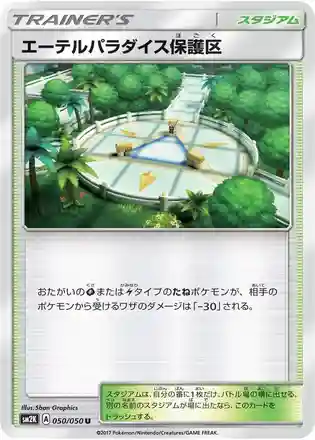 TRAINER'S
スタジアム
エーテルパラダイス保護区
おたがいのまたはタイプのたねポケモンが、相手の
ポケモンから受けるワザのダメージは「-30」される。
Illus. Shan Graphics
SM2K A 050/050 U
スタジアムは、自分の番に1枚だけ、バトル場の横に出せる。
別の名前のスタジアムが場に出たなら、このカードを
トラッシュする。
©2017 Pokémon/Nintendo/Creatures/GAME FREAK.